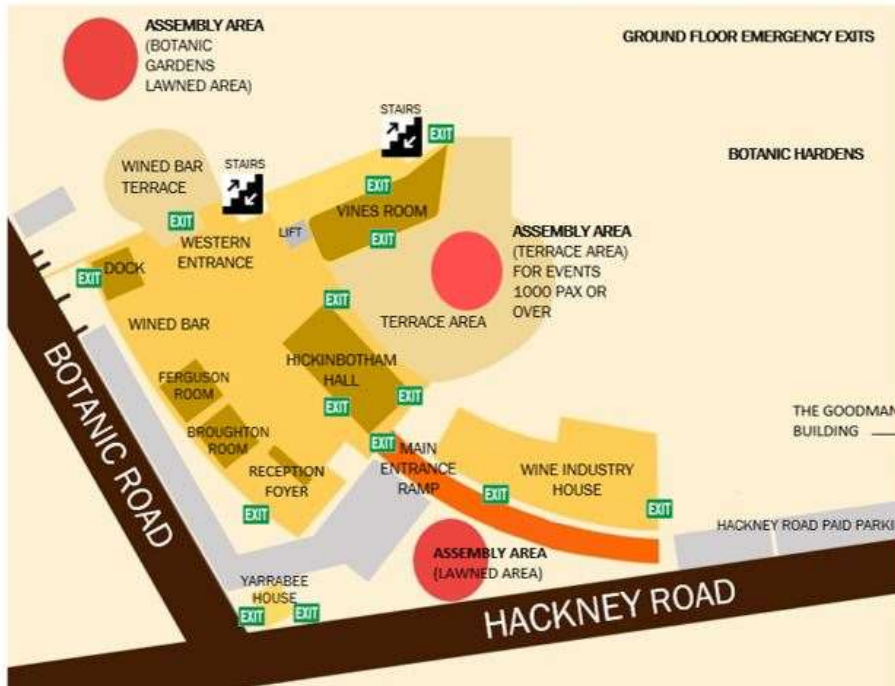 ASSEMBLY AREA
(BOTANIC
GARDENS
LAWNED AREA)
GROUND FLOOR EMERGENCY EXITS
STAIRS
EXIT
BOTANIC HARDENS
WINED BAR
TERRACE
STAIRS
EXIT
EXIT
VINES ROOM
LIFT
EXIT
WESTERN
ENTRANCE
ASSEMBLY AREA
(TERRACE AREA)
FOR EVENTS
1000 PAX OR
OVER
DOCK
EXIT
EXIT
WINED BAR
TERRACE AREA
HICKINBOTHAM
HALL
FERGUSON
ROOM
EXIT
EXIT
BROUGHTON
ROOM
THE GOODMAN
BUILDING
EXIT
MAIN
ENTRANCE
RAMP
RECEPTION
FOYER
WINE INDUSTRY
HOUSE
EXIT
EXIT
EXIT
HACKNEY ROAD PAID PARKI
BOTANIC ROAD
ASSEMBLY AREA
(LAWNED AREA)
YARRABEE
HOUSE
EXIT
EXIT
HACKNEY ROAD